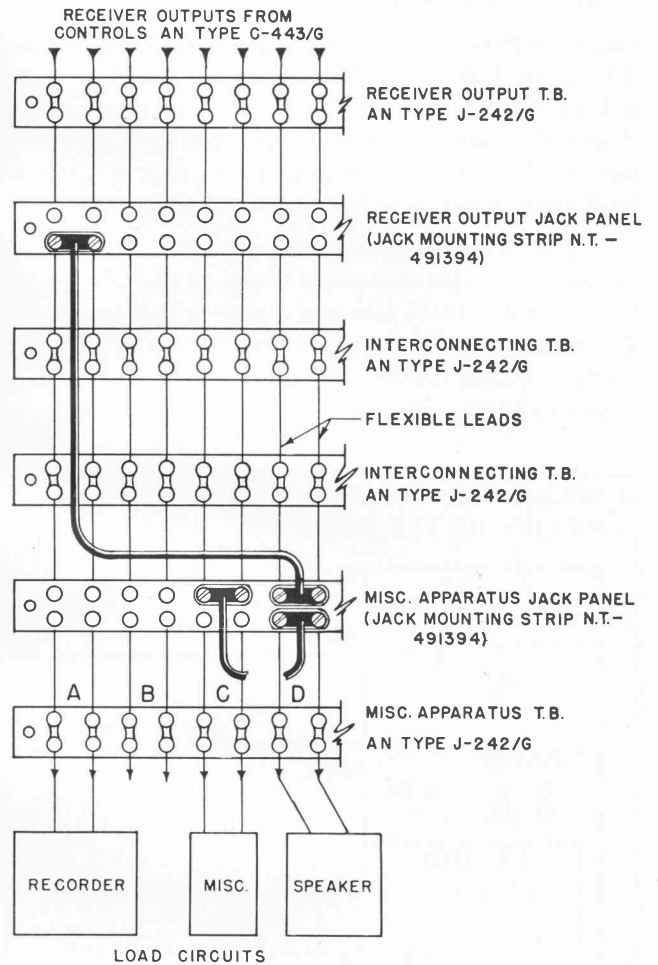 RECEIVER OUTPUTS FROM
CONTROLS AN TYPE C-443/G
RECEIVER OUTPUT T.B.
AN TYPE J-242/G
RECEIVER OUTPUT JACK PANEL
(JACK MOUNTING STRIP N.T.-
491394)
INTERCONNECTING T.B.
AN TYPE J-242/G
FLEXIBLE LEADS
INTERCONNECTING T.B.
AN TYPE J-242/G
MISC. APPARATUS JACK PANEL
(JACK MOUNTING STRIP N.T.-
491394)
A B C D
MISC. APPARATUS T.B.
AN TYPE J-242/G
RECORDER MISC. SPEAKER
LOAD CIRCUITS